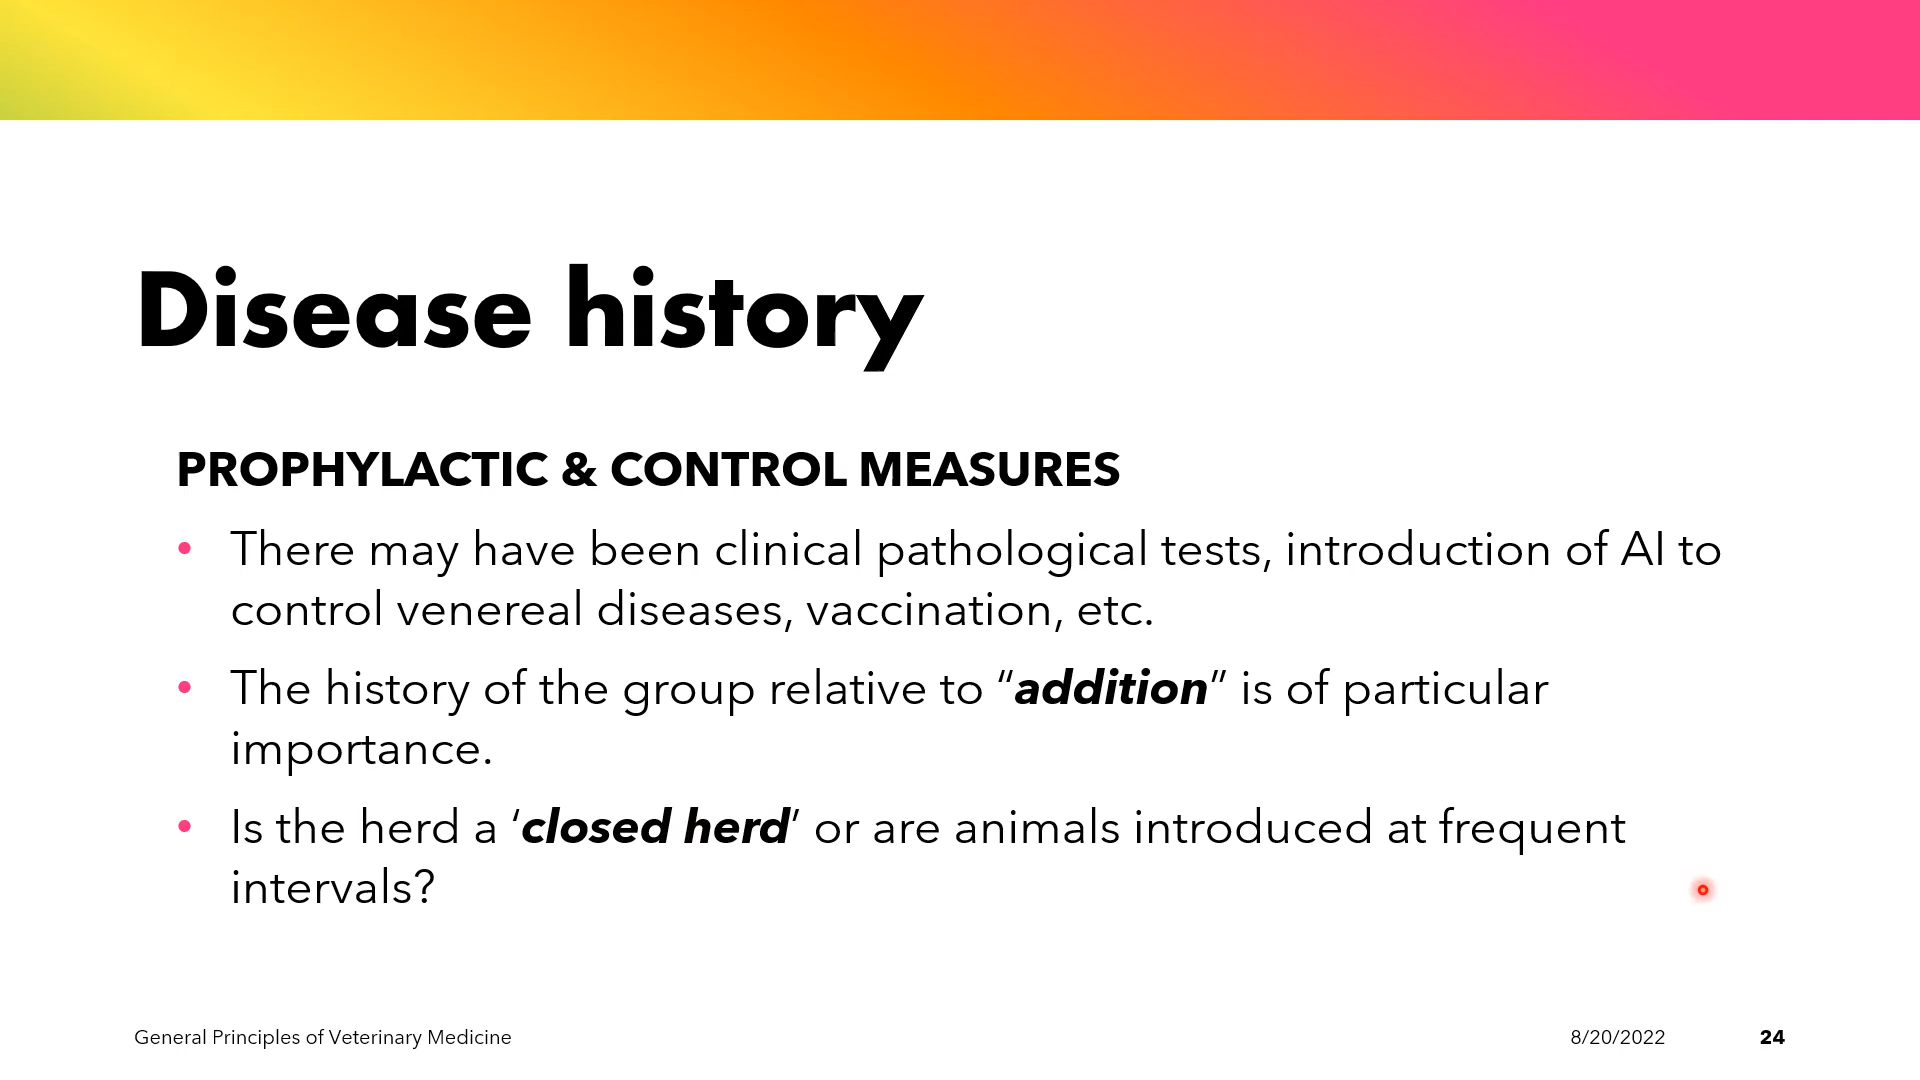 Disease history
PROPHYLACTIC & CONTROL MEASURES
• There may have been clinical pathological tests, introduction of AI to
control venereal diseases, vaccination, etc.
• The history of the group relative to “addition” is of particular
importance.
• Is the herd a ‘closed herd’ or are animals introduced at frequent
intervals?
General Principles of Veterinary Medicine
8/20/2022
24